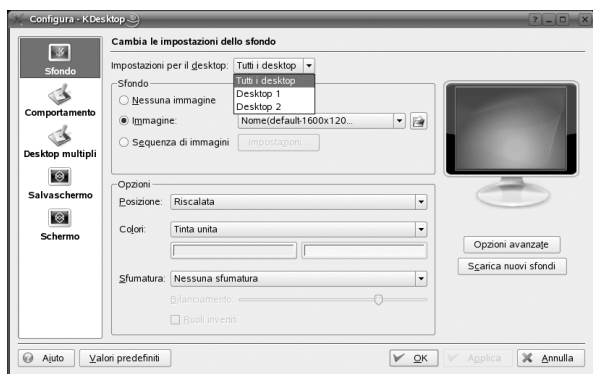 Configura - KDesktop
Sfondo
Comportamento
Desktop multipli
Salvaschermo
Schermo
Cambia le impostazioni dello sfondo
Impostazioni per il desktop: Tutti i desktop
Tutti i desktop
Desktop 1
Desktop 2
Sfondo
Nessuna immagine
Immagine: Nome(default-1600x120...
Sequenza di immagini Impostazioni...
Opzioni
Posizione: Riscalata
Colori: Tinta unita
Sfumatura: Nessuna sfumatura
Bilanciamento:
Ruoli invertiti
Opzioni avanzate
Scarica nuovi sfondi
Aiuto Valori predefiniti OK Applica Annulla